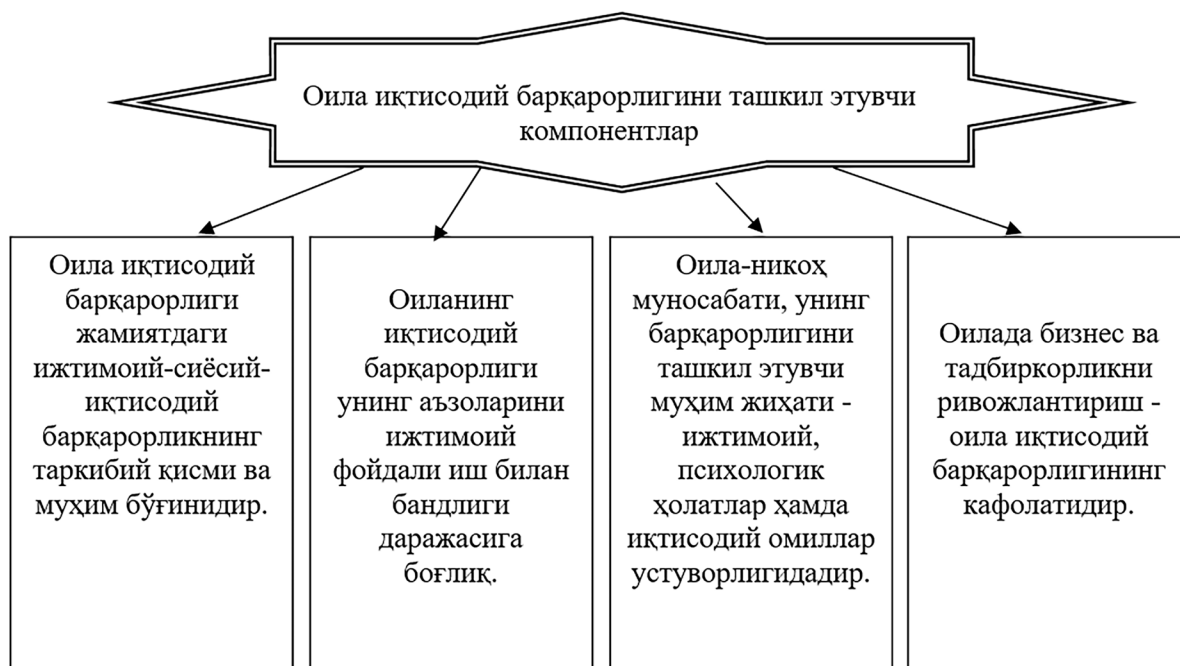 Оила иқтисодий барқарорлигини ташкил этувчи
компонентлар
Оила иқтисодий
барқарорлиги
жамиятдаги
ижтимоий-сиёсий-
иқтисодий
барқарорликнинг
таркибий қисми ва
муҳим бўғинидир.
Оиланинг
иқтисодий
барқарорлиги
унинг аъзоларини
ижтимоий
фойдали иш билан
бандлиги
даражасига
боғлиқ.
Оила-никоҳ
муносабати, унинг
барқарорлигини
ташкил этувчи
муҳим жиҳати -
ижтимоий,
психологик
ҳолатлар ҳамда
иқтисодий омиллар
устуворлигидадир.
Оилада бизнес ва
тадбиркорликни
ривожлантириш -
оила иқтисодий
барқарорлигининг
кафолатидир.